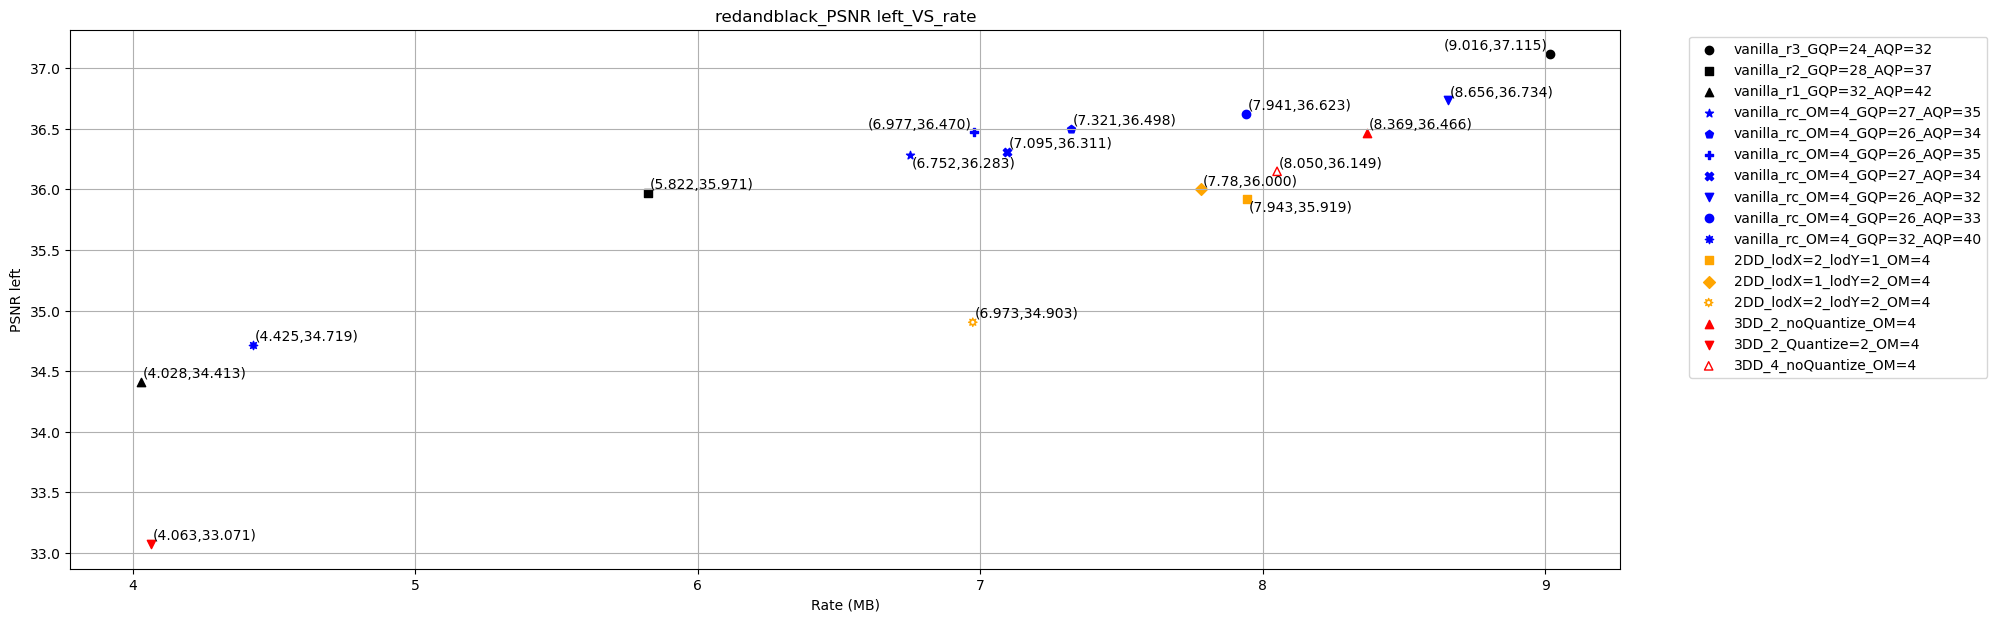 redandblack_PSNR left_VS_rate
(9.016,37.115)
(8.656,36.734)
(7.941,36.623)
(7.321,36.498)
(6.977,36.470)
(8.369,36.466)
(7.095,36.311)
(6.752,36.283)
(8.050,36.149)
(7.78,36.000)
(5.822,35.971)
(7.943,35.919)
(6.973,34.903)
(4.425,34.719)
(4.028,34.413)
(4.063,33.071)
37.0
36.5
36.0
35.5
35.0
34.5
34.0
33.5
33.0
PSNR left
4 5 6 7 8 9
Rate (MB)
vanilla_r3_GQP=24_AQP=32
vanilla_r2_GQP=28_AQP=37
vanilla_r1_GQP=32_AQP=42
vanilla_rc_OM=4_GQP=27_AQP=35
vanilla_rc_OM=4_GQP=26_AQP=34
vanilla_rc_OM=4_GQP=26_AQP=35
vanilla_rc_OM=4_GQP=27_AQP=34
vanilla_rc_OM=4_GQP=26_AQP=32
vanilla_rc_OM=4_GQP=26_AQP=33
vanilla_rc_OM=4_GQP=32_AQP=40
2DD_lodX=2_lodY=1_OM=4
2DD_lodX=1_lodY=2_OM=4
2DD_lodX=2_lodY=2_OM=4
3DD_2_noQuantize_OM=4
3DD_2_Quantize=2_OM=4
3DD_4_noQuantize_OM=4